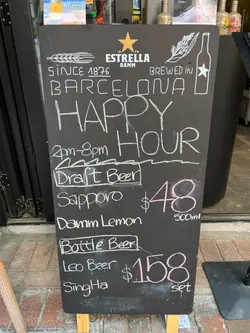 ESTRELLA
DAMM
SINCE 1876 BREWED IN
BARCELONA
HAPPY
HOUR
2pm-8pm
Draft Beer
Sapporo
$48
500ml
Damm Lemon
Bottle Beer
Leo Beer
$158
set
SingHa